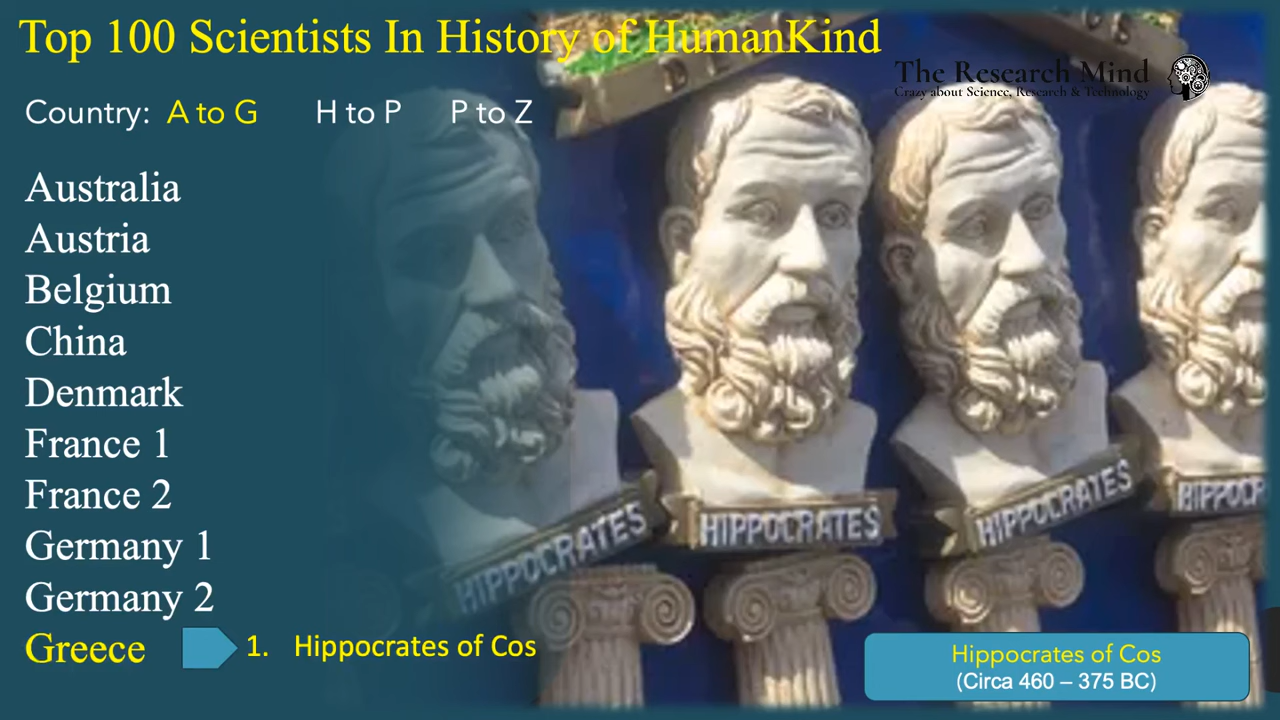 Top 100 Scientists In History of HumanKind
The Research Mind
Crazy about Science, Research & Technology
Country: A to G H to P P to Z
Australia
Austria
Belgium
China
Denmark
France 1
France 2
Germany 1
Germany 2
Greece 1. Hippocrates of Cos
HIPPOCRATES
HIPPOCRATES
HIPPOCRATES
HIPPOCR
Hippocrates of Cos
(Circa 460 – 375 BC)